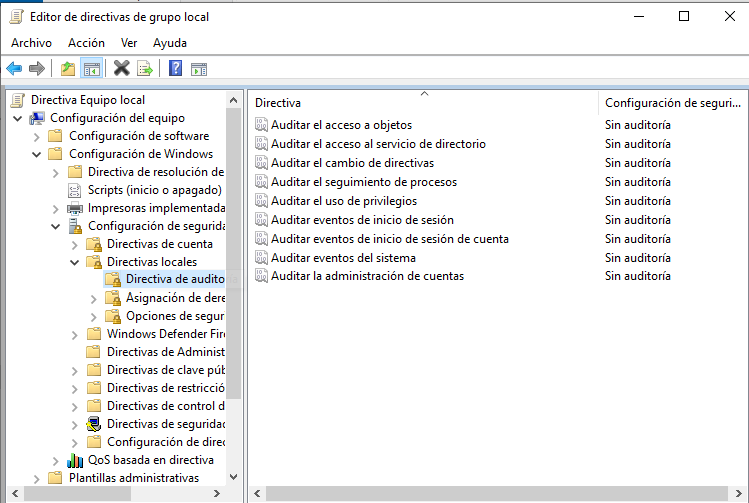 Editor de directivas de grupo local
Archivo Acción Ver Ayuda
Directiva Equipo local
Configuración del equipo
Configuración de software
Configuración de Windows
Directiva de resolución de
Scripts (inicio o apagado)
Impresoras implementada
Configuración de segurida
Directivas de cuenta
Directivas locales
Directiva de audito
Asignación de dere
Opciones de segur
Windows Defender Fire
Directivas de Administ
Directivas de clave púb
Directivas de restricció
Directivas de control d
Directivas de seguridad
Configuración de direc
QoS basada en directiva
Plantillas administrativas
Directiva Configuración de seguri...
Auditar el acceso a objetos Sin auditoría
Auditar el acceso al servicio de directorio Sin auditoría
Auditar el cambio de directivas Sin auditoría
Auditar el seguimiento de procesos Sin auditoría
Auditar el uso de privilegios Sin auditoría
Auditar eventos de inicio de sesión Sin auditoría
Auditar eventos de inicio de sesión de cuenta Sin auditoría
Auditar eventos del sistema Sin auditoría
Auditar la administración de cuentas Sin auditoría